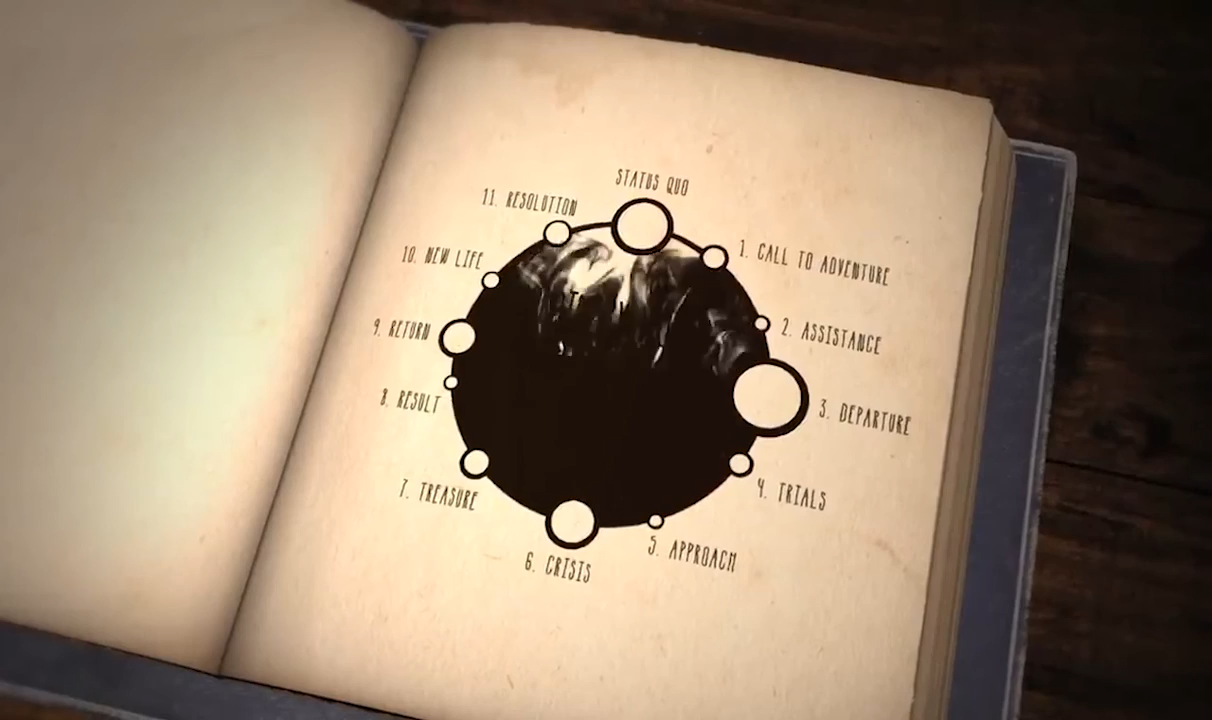 STATUS QUO
1. CALL TO ADVENTURE
2. ASSISTANCE
3. DEPARTURE
4. TRIALS
5. APPROACH
6. CRISIS
7. TREASURE
8. RESULT
9. RETURN
10. NEW LIFE
11. RESOLUTION